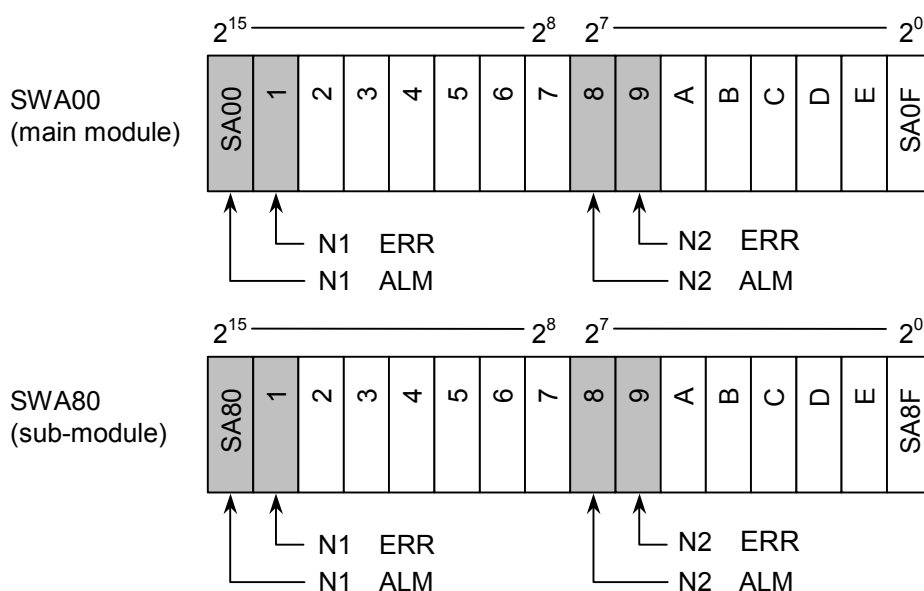 2^15 2^8 2^7 2^0
SWA00
(main module)
SA00 1 2 3 4 5 6 7 8 9 A B C D E SA0F
N1 ERR N2 ERR
N1 ALM N2 ALM
2^15 2^8 2^7 2^0
SWA80
(sub-module)
SA80 1 2 3 4 5 6 7 8 9 A B C D E SA8F
N1 ERR N2 ERR
N1 ALM N2 ALM